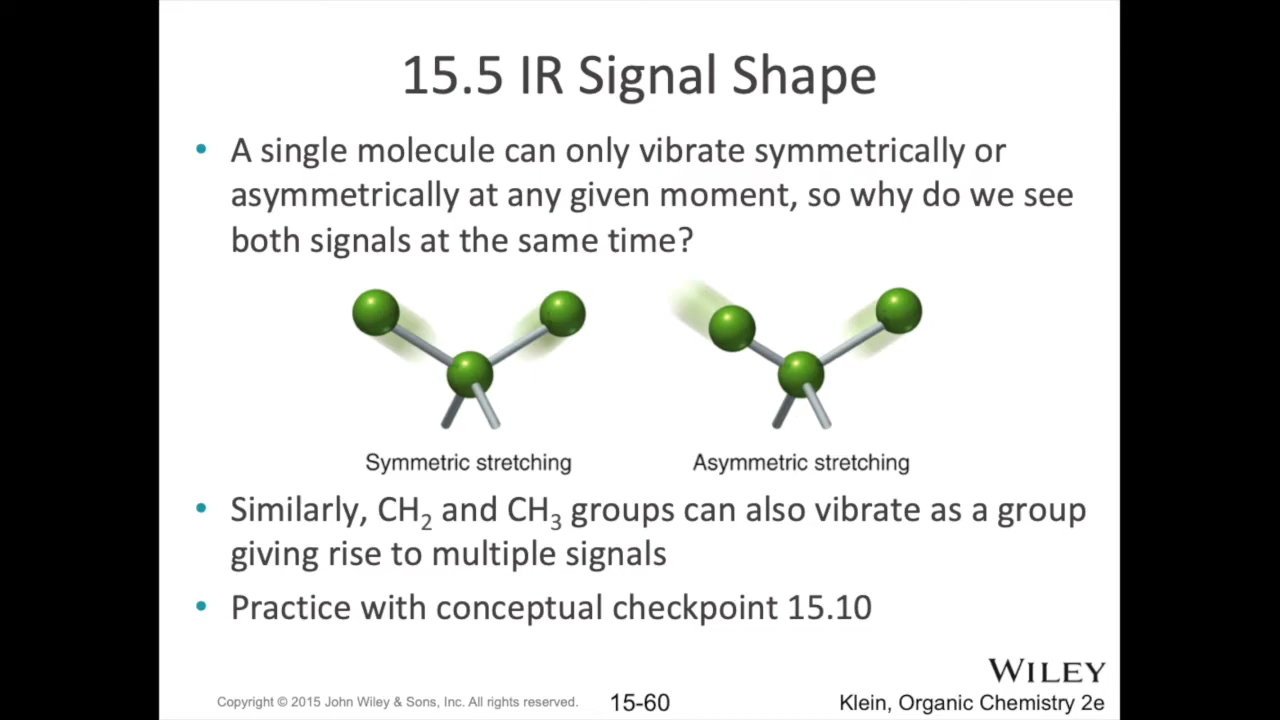 15.5 IR Signal Shape
• A single molecule can only vibrate symmetrically or
asymmetrically at any given moment, so why do we see
both signals at the same time?
Symmetric stretching
Asymmetric stretching
• Similarly, CH₂ and CH₃ groups can also vibrate as a group
giving rise to multiple signals
• Practice with conceptual checkpoint 15.10
WILEY
Copyright © 2015 John Wiley & Sons, Inc. All rights reserved.
15-60
Klein, Organic Chemistry 2e